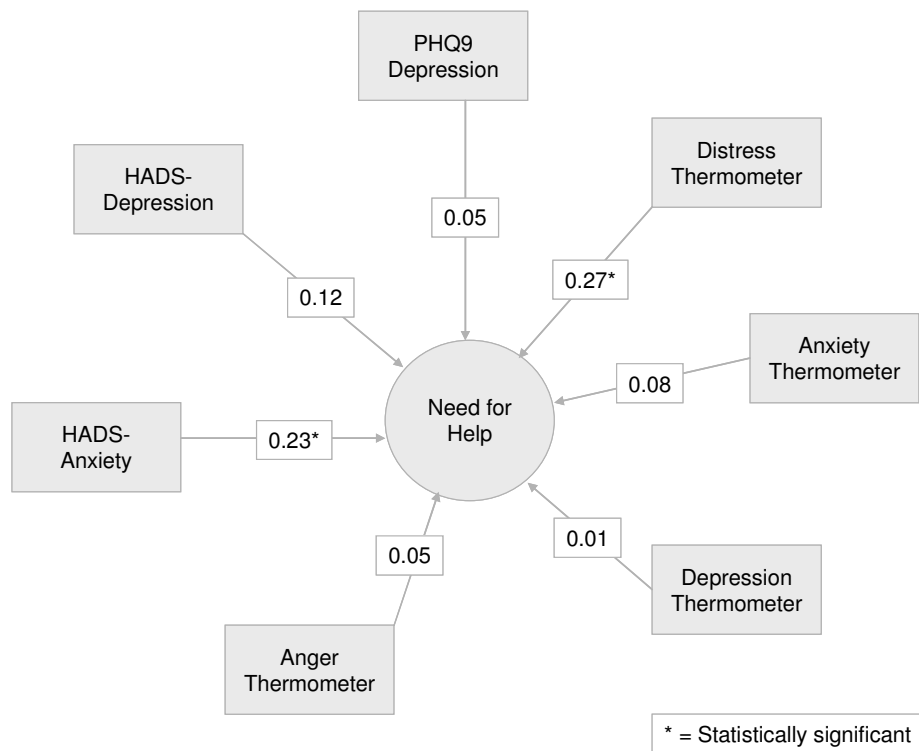 PHQ9
Depression
Distress
Thermometer
HADS-
Depression
0.05
0.27*
0.12
Anxiety
Thermometer
0.08
Need for
Help
HADS-
Anxiety
0.23*
0.01
0.05
Depression
Thermometer
Anger
Thermometer
* = Statistically significant